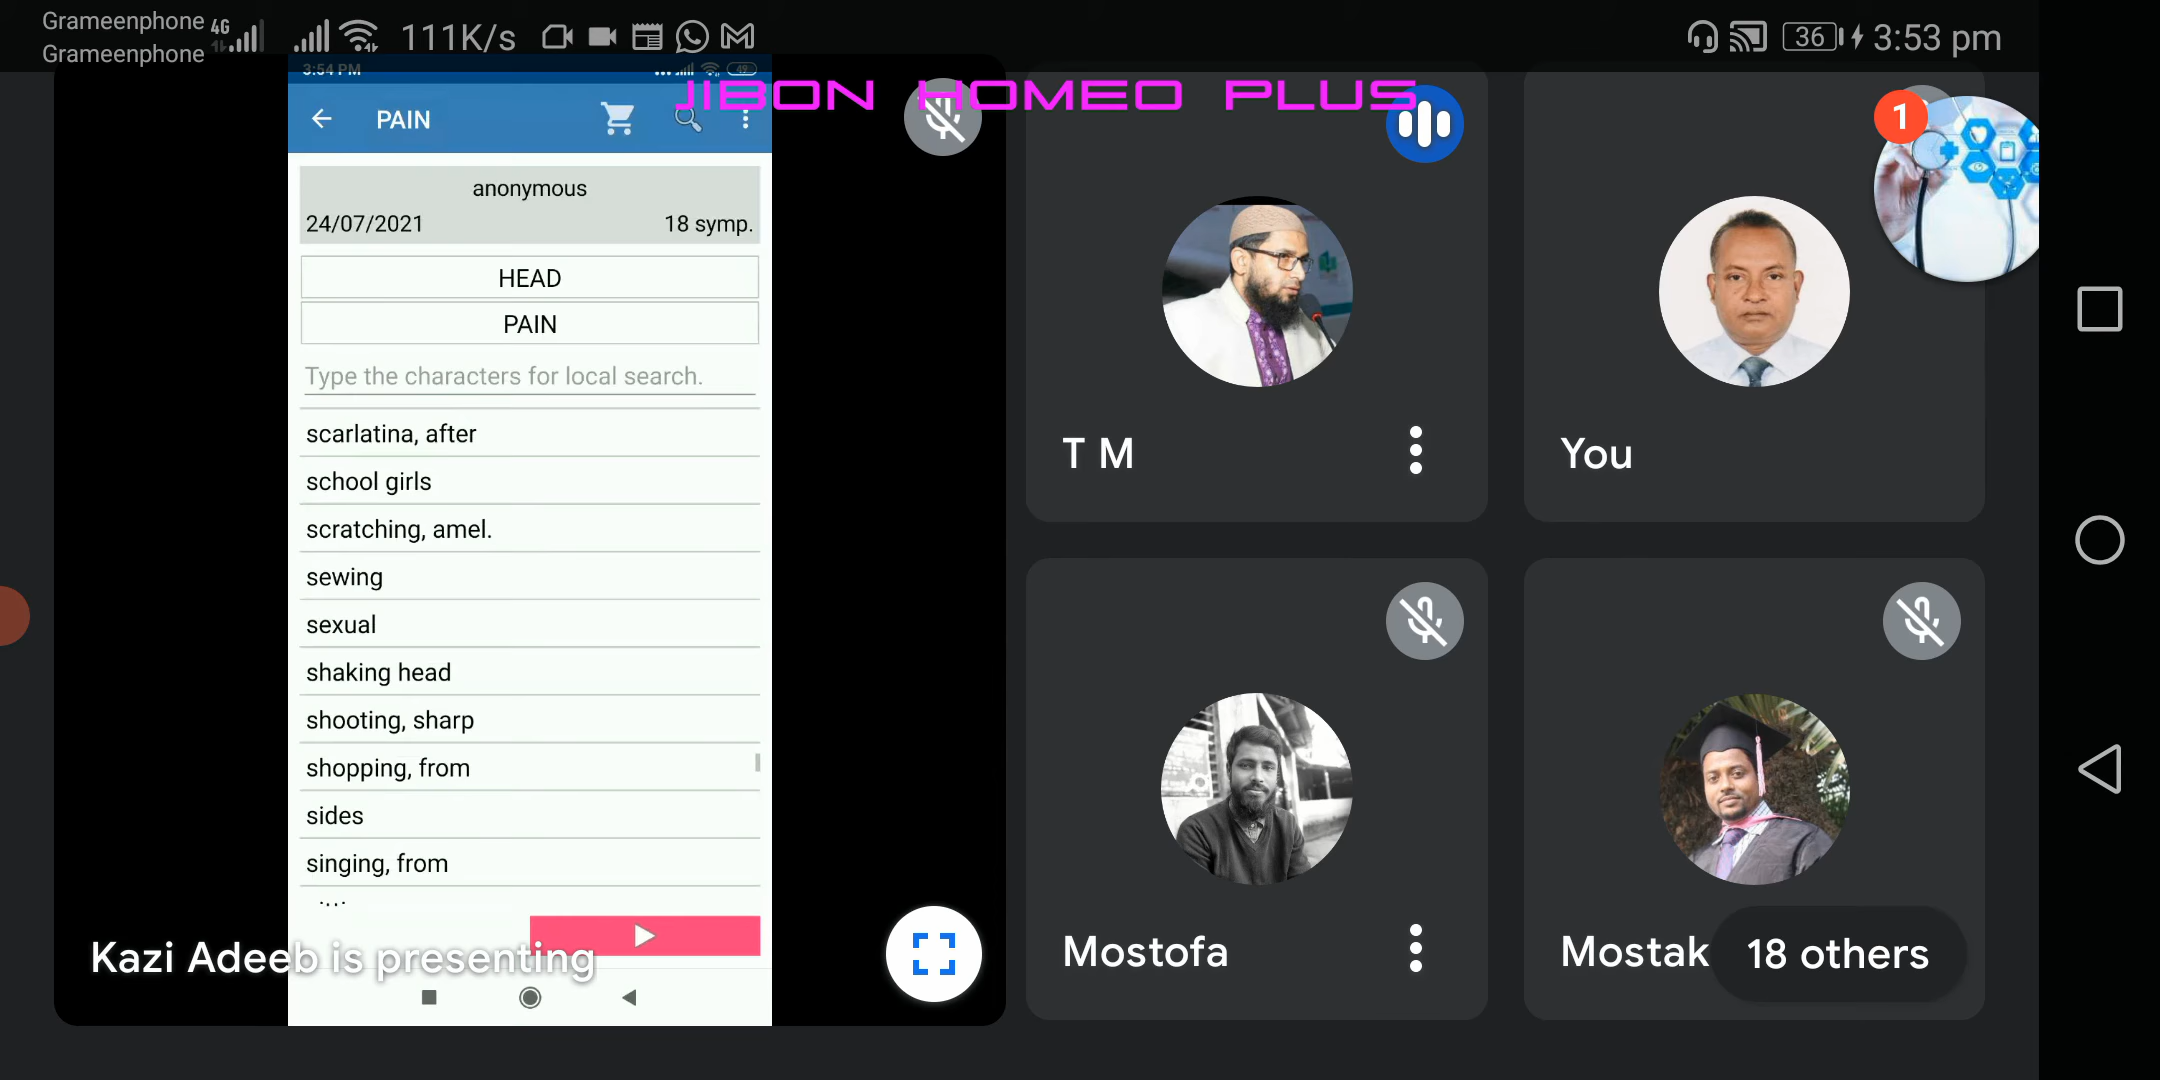 Grameenphone 4G
Grameenphone
111K/s
36
3:53 pm
3:54 PM
49
JIBON HOMEO PLUS
PAIN
anonymous
24/07/2021 18 symp.
HEAD
PAIN
Type the characters for local search.
scarlatina, after
school girls
scratching, amel.
sewing
sexual
shaking head
shooting, sharp
shopping, from
sides
singing, from
Kazi Adeeb is presenting
T M
You
1
Mostofa
Mostak
18 others